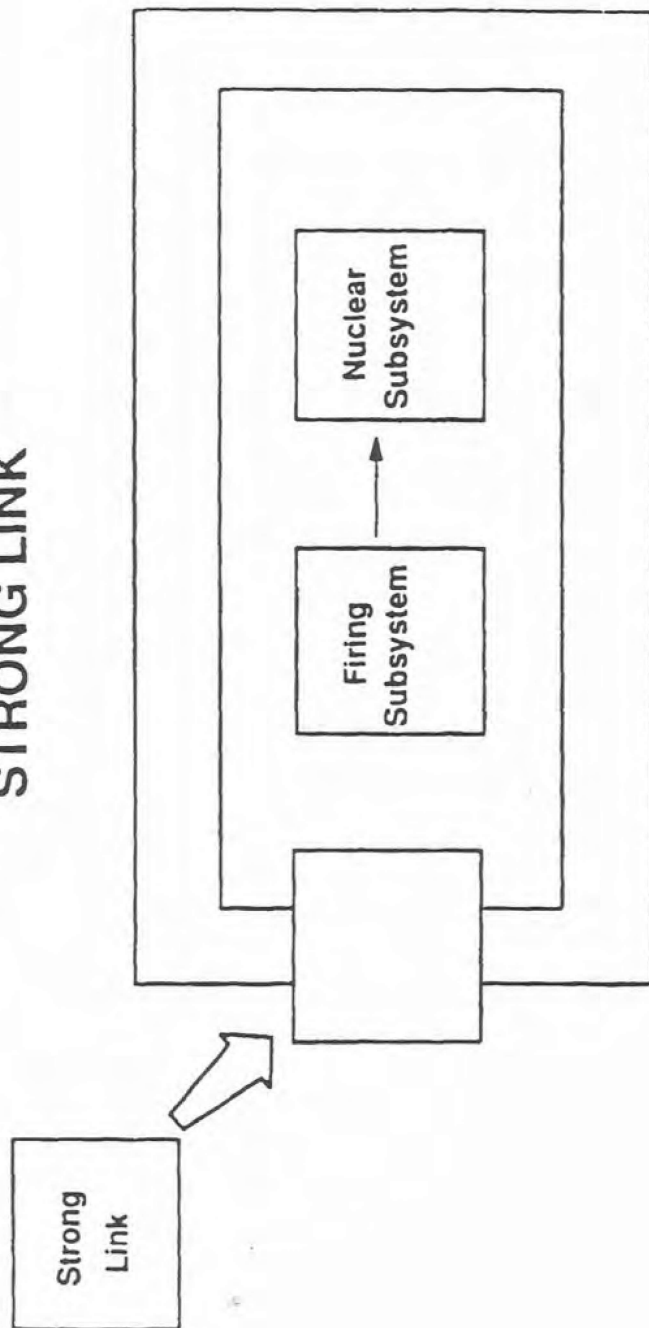 STRONG LINK
Strong
Link
Firing
Subsystem
Nuclear
Subsystem